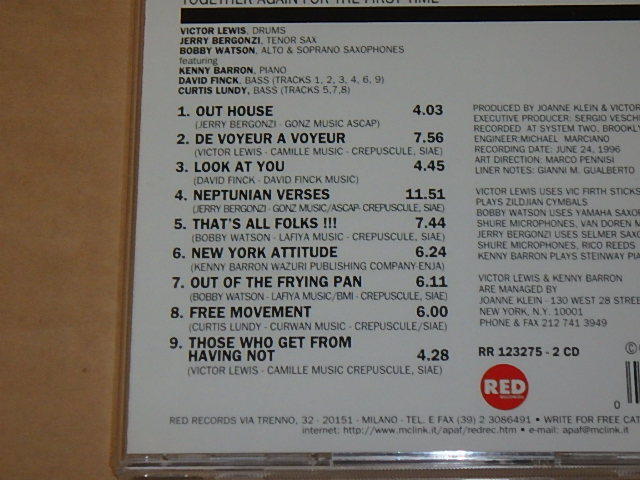 TOGETHER AGAIN FOR THE FIRST TIME
VICTOR LEWIS, DRUMS
JERRY BERGONZI, TENOR SAX
BOBBY WATSON, ALTO & SOPRANO SAXOPHONES
featuring
KENNY BARRON, PIANO
DAVID FINCK, BASS (TRACKS 1, 2, 3, 4, 6, 9)
CURTIS LUNDY, BASS (TRACKS 5,7,8)
1. OUT HOUSE 4.03
(JERRY BERGONZI - GONZ MUSIC ASCAP)
2. DE VOYEUR A VOYEUR 7.56
(VICTOR LEWIS - CAMILLE MUSIC - CREPUSCULE, SIAE)
3. LOOK AT YOU 4.45
(DAVID FINCK - DAVID FINCK MUSIC)
4. NEPTUNIAN VERSES 11.51
(JERRY BERGONZI - GONZ MUSIC/ASCAP- CREPUSCULE, SIAE)
5. THAT'S ALL FOLKS !!! 7.44
(BOBBY WATSON - LAFIYA MUSIC - CREPUSCULE, SIAE)
6. NEW YORK ATTITUDE 6.24
(KENNY BARRON WAZURI PUBLISHING COMPANY-ENJA)
7. OUT OF THE FRYING PAN 6.11
(BOBBY WATSON - LAFIYA MUSIC/BMI - CREPUSCULE, SIAE)
8. FREE MOVEMENT 6.00
(CURTIS LUNDY - CURWAN MUSIC - CREPUSCULE/SIAE)
9. THOSE WHO GET FROM
HAVING NOT 4.28
(VICTOR LEWIS - CAMILLE MUSIC CREPUSCULE, SIAE)
PRODUCED BY JOANNE KLEIN & VICTOR
EXECUTIVE PRODUCER: SERGIO VESCHI
RECORDED AT SYSTEM TWO, BROOKLY
ENGINEER:MICHAEL MARCIANO
RECORDING DATE: JUNE 24, 1996
ART DIRECTION: MARCO PENNISI
LINER NOTES: GIANNI M. GUALBERTO
VICTOR LEWIS USES VIC FIRTH STICKS
PLAYS ZILDJIAN CYMBALS
BOBBY WATSON USES YAMAHA SAXO
SHURE MICROPHONES, VAN DOREN M
JERRY BERGONZI USES SELMER SAXO
SHURE MICROPHONES, RICO REEDS
KENNY BARRON PLAYS STEINWAY PIA
VICTOR LEWIS & KENNY BARRON
ARE MANAGED BY
JOANNE KLEIN - 130 WEST 28 STREE
NEW YORK, N.Y. 10001
PHONE & FAX 212 741 3949
RR 123275 - 2 CD
RED
RECORDS
0
RED RECORDS VIA TRENNO, 32 - 20151 - MILANO - TEL. E FAX (39) 2 3086491 • WRITE FOR FREE CAT
internet: http://www.mclink.it/apaf/redrec.htm • e-mail: apaf@mclink.it